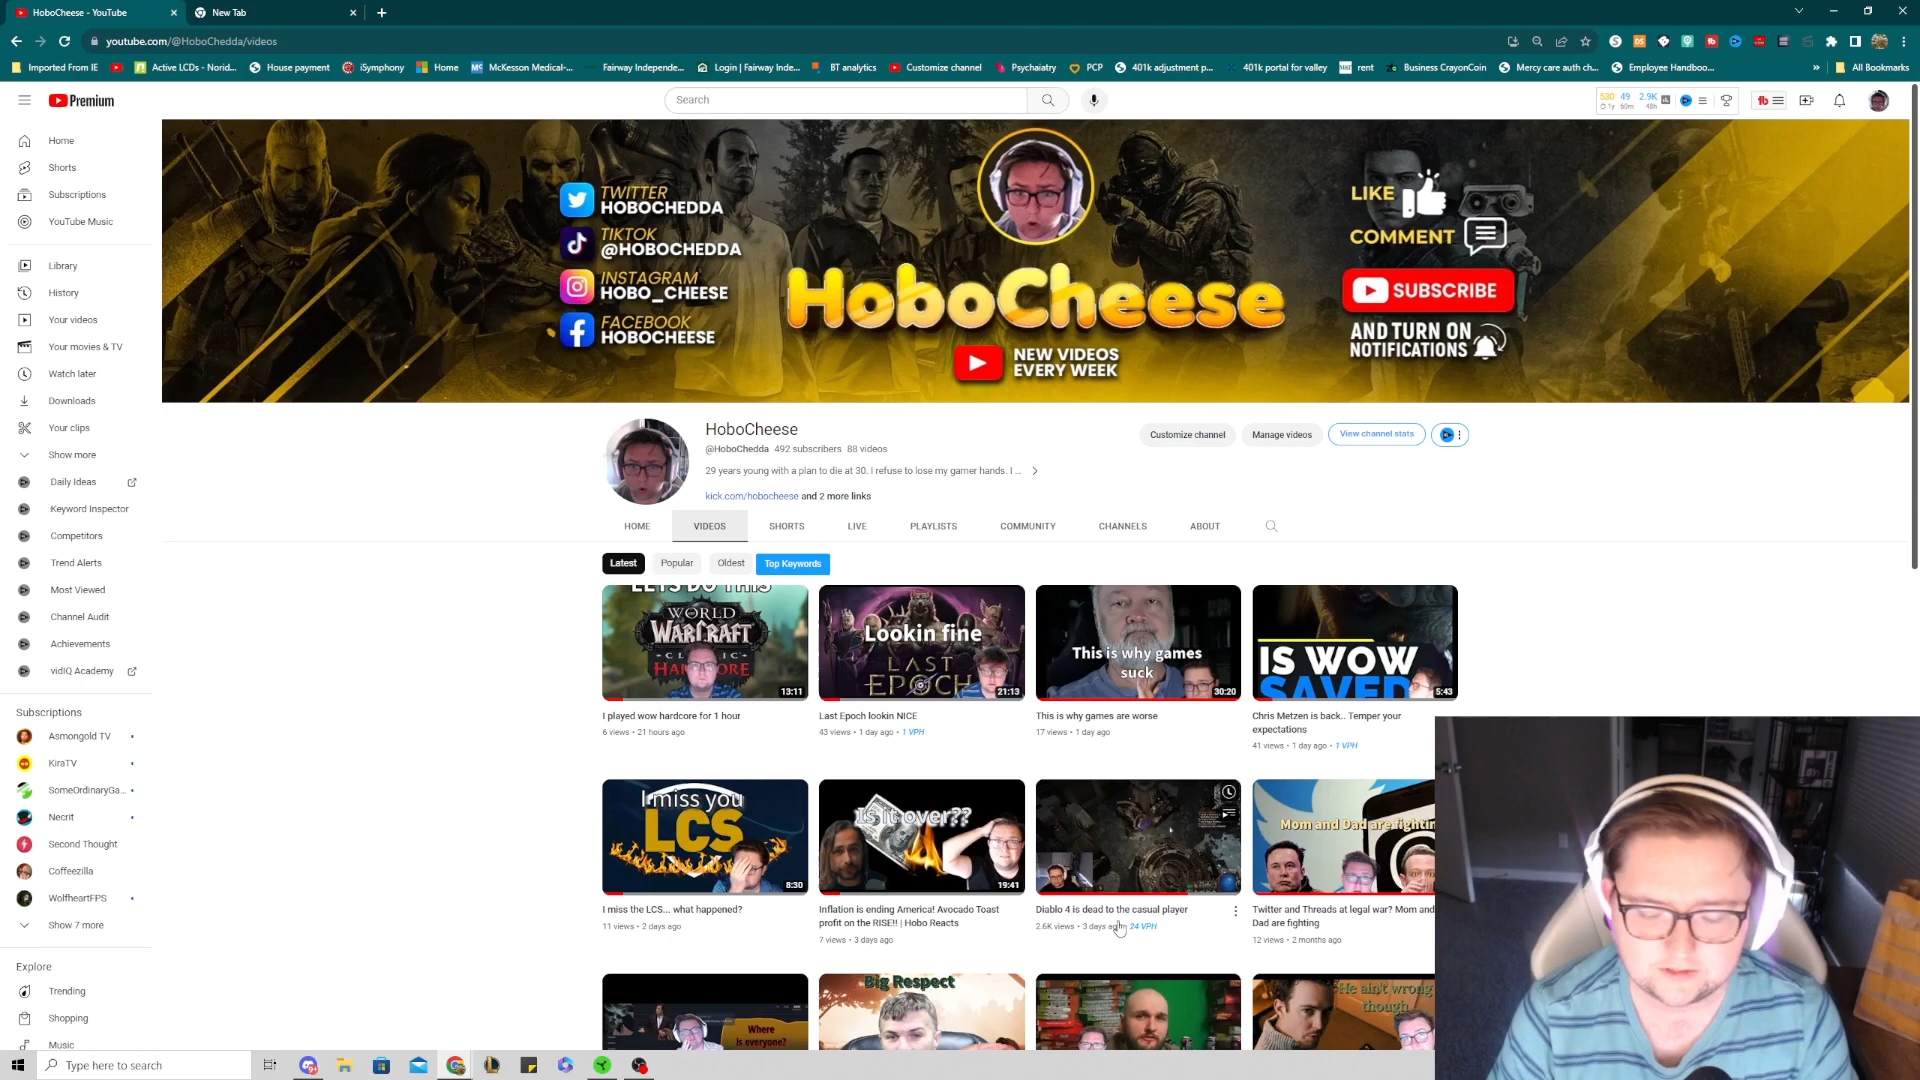 HoboCheese - YouTube
New Tab
youtube.com/@HoboChedda/videos
Imported From IE
Active LCDs - Norid...
House payment
iSymphony
Home
McKesson Medical-...
Fairway Independe...
Login | Fairway Inde...
BT analytics
Customize channel
Psychaiatry
PCP
401k adjustment p...
401k portal for valley
rent
Business CrayonCoin
Mercy care auth ch...
Employee Handboo...
All Bookmarks
Premium
Search
530 49 2.9K
1y 60m 48h
Home
Shorts
Subscriptions
YouTube Music
Library
History
Your videos
Your movies & TV
Watch later
Downloads
Your clips
Show more
Daily Ideas
Keyword Inspector
Competitors
Trend Alerts
Most Viewed
Channel Audit
Achievements
vidIQ Academy
Subscriptions
Asmongold TV
KiraTV
SomeOrdinaryGa...
Necrit
Second Thought
Coffeezilla
WolfheartFPS
Show 7 more
Explore
Trending
Shopping
Music
TWITTER
HOBOCHEDDA
TIKTOK
@HOBOCHEDDA
INSTAGRAM
HOBO_CHEESE
FACEBOOK
HOBOCHEESE
HoboCheese
NEW VIDEOS
EVERY WEEK
LIKE
COMMENT
SUBSCRIBE
AND TURN ON
NOTIFICATIONS
HoboCheese
@HoboChedda 492 subscribers 88 videos
29 years young with a plan to die at 30. I refuse to lose my gamer hands. I ...
kick.com/hobocheese and 2 more links
Customize channel
Manage videos
View channel stats
HOME
VIDEOS
SHORTS
LIVE
PLAYLISTS
COMMUNITY
CHANNELS
ABOUT
Latest
Popular
Oldest
Top Keywords
LETS DO THIS
WORLD
WARCRAFT
CLASSIC
HARDCORE
13:11
I played wow hardcore for 1 hour
6 views • 21 hours ago
Lookin fine
LAST
EPOCH
21:13
Last Epoch lookin NICE
43 views • 1 day ago • 1 VPH
This is why games
suck
30:20
This is why games are worse
17 views • 1 day ago
IS WOW
SAVED
5:43
Chris Metzen is back.. Temper your
expectations
41 views • 1 day ago • 1 VPH
I miss you
LCS
8:30
I miss the LCS... what happened?
11 views • 2 days ago
Is it over??
19:41
Inflation is ending America! Avocado Toast
profit on the RISE!! | Hobo Reacts
7 views • 3 days ago
Diablo 4 is dead to the casual player
2.6K views • 3 days ago 24 VPH
Mom and Dad are fightin
Twitter and Threads at legal war? Mom and
Dad are fighting
12 views • 2 months ago
Where
is everyone?
Big Respect
He ain't wrong
though
Type here to search